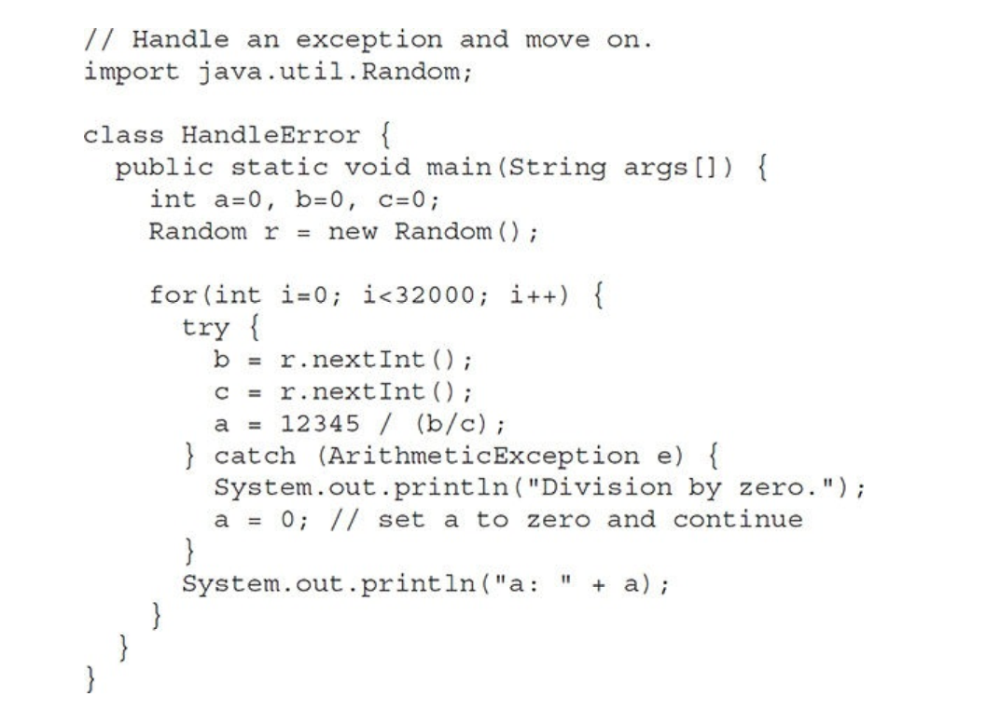 // Handle an exception and move on.
import java.util.Random;

class HandleError {
  public static void main(String args[]) {
    int a=0, b=0, c=0;
    Random r = new Random();

    for(int i=0; i<32000; i++) {
      try {
        b = r.nextInt();
        c = r.nextInt();
        a = 12345 / (b/c);
      } catch (ArithmeticException e) {
        System.out.println("Division by zero.");
        a = 0; // set a to zero and continue
      }
      System.out.println("a: " + a);
    }
  }
}